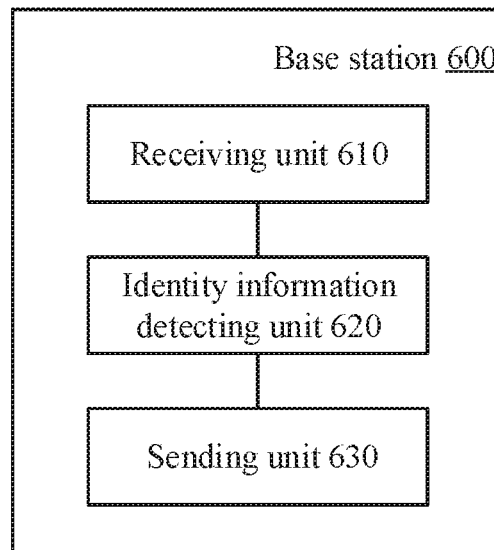 Base station 600
Receiving unit 610
Identity information
detecting unit 620
Sending unit 630